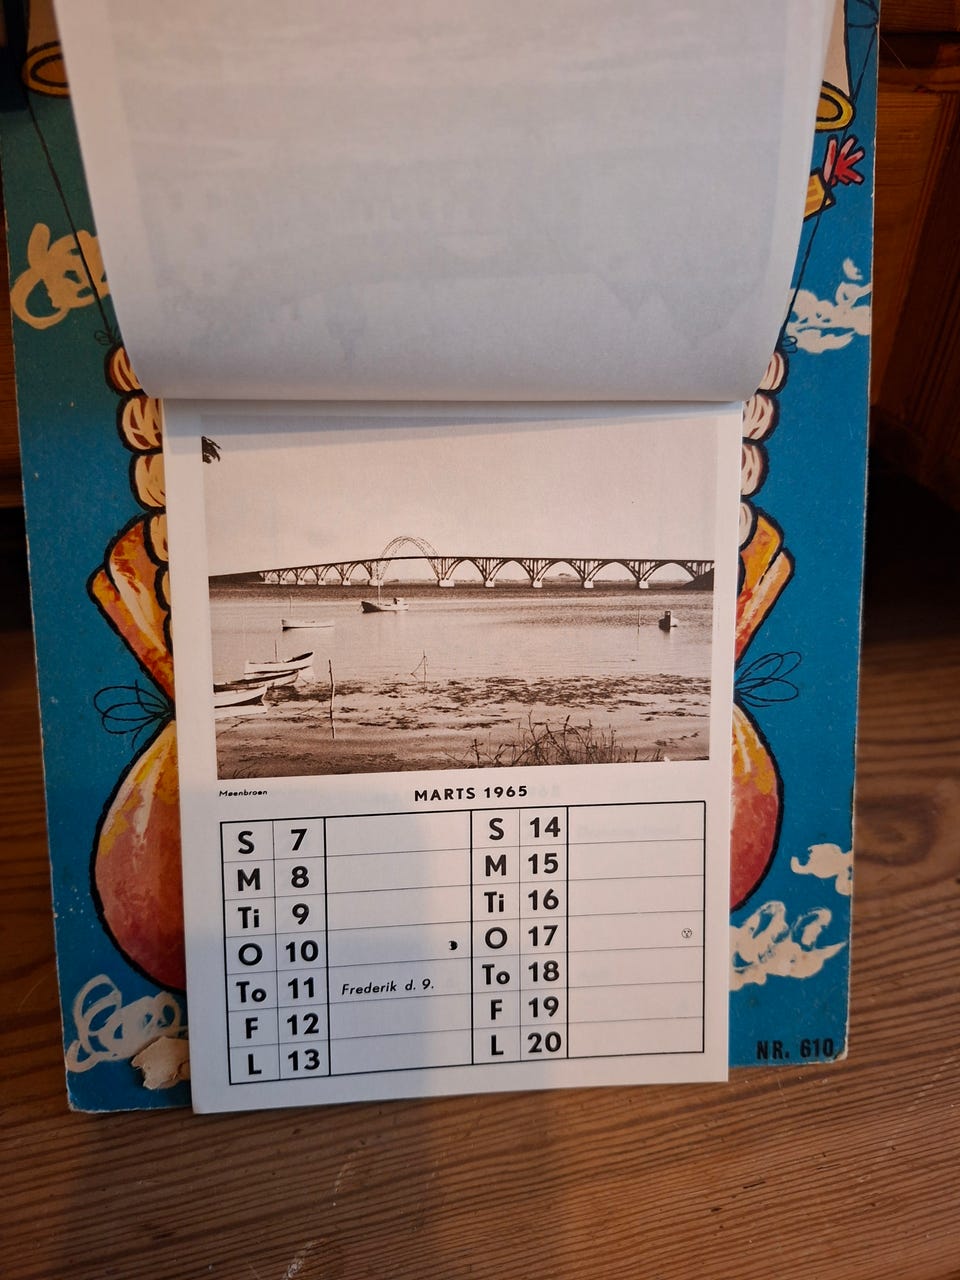 Mønbroen
MARTS 1965
S 7 S 14
M 8 M 15
Ti 9 Ti 16
O 10 O 17
To 11 Frederik d. 9. To 18
F 12 F 19
L 13 L 20
NR. 610